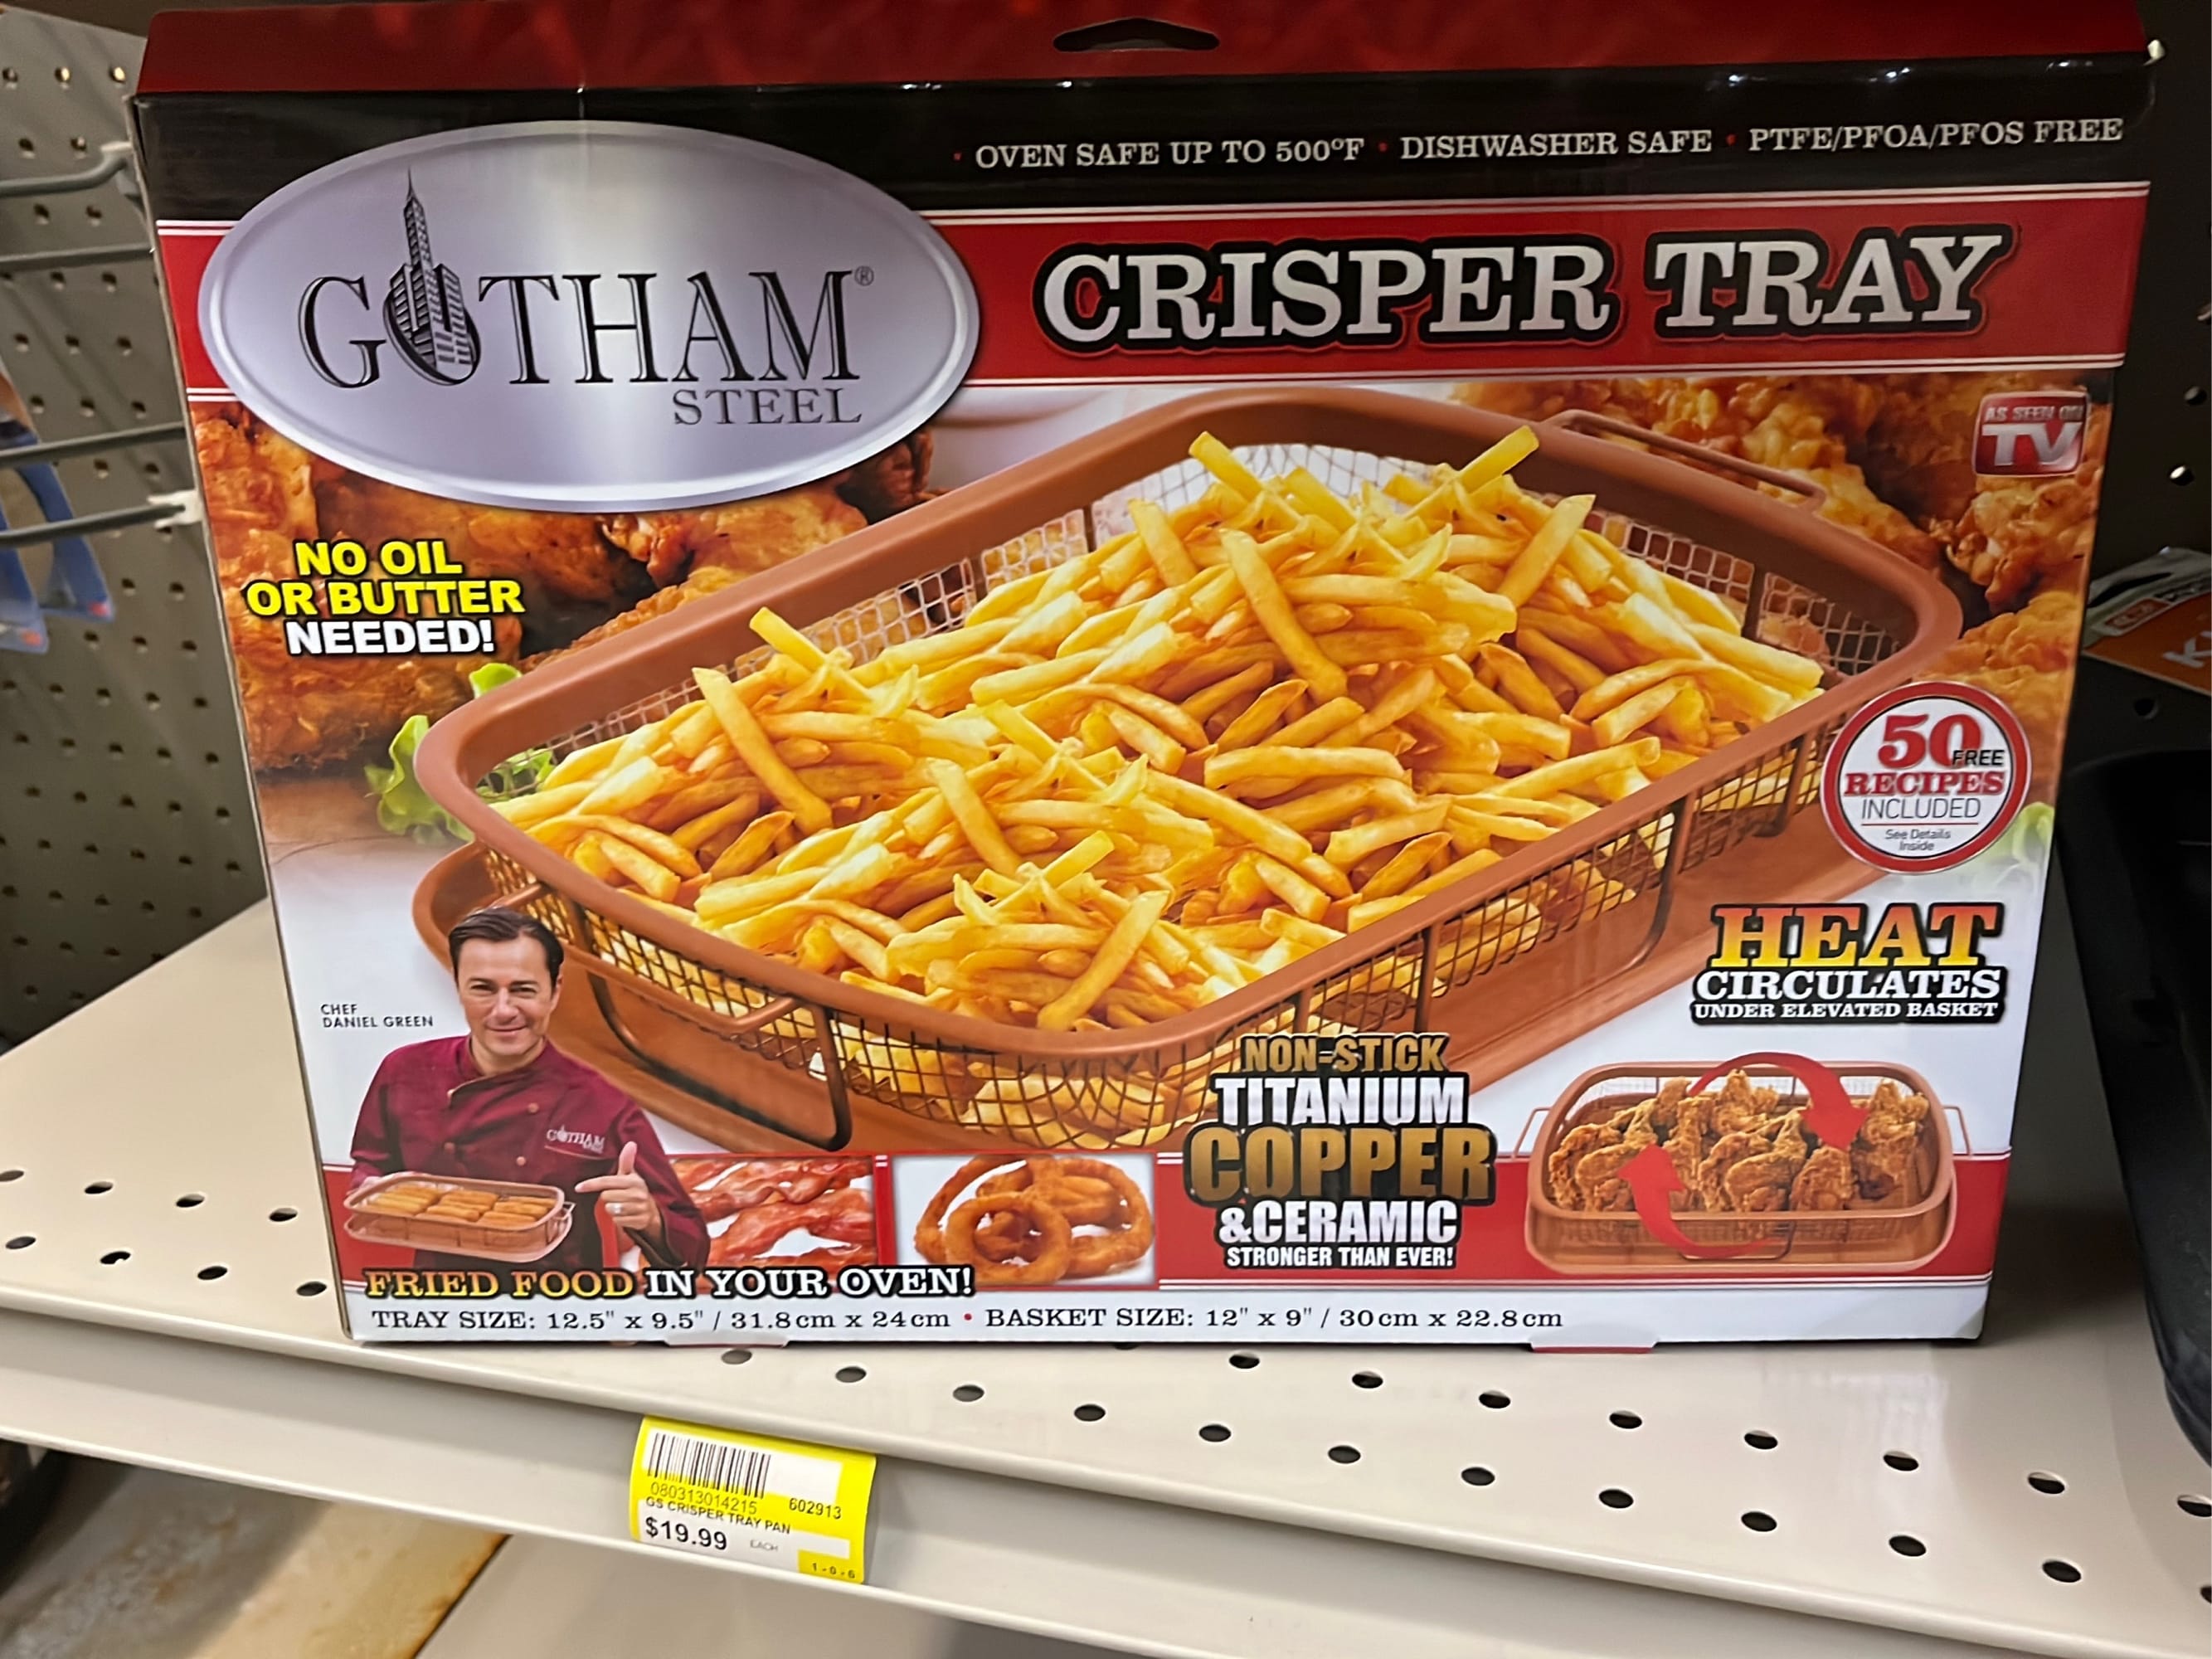 • OVEN SAFE UP TO 500°F • DISHWASHER SAFE • PTFE/PFOA/PFOS FREE
GOTHAM®
STEEL
CRISPER TRAY
AS SEEN ON
TV
NO OIL
OR BUTTER
NEEDED!
50
FREE
RECIPES
INCLUDED
See Details
Inside
HEAT
CIRCULATES
UNDER ELEVATED BASKET
CHEF
DANIEL GREEN
GOTHAM
NON-STICK
TITANIUM
COPPER
&CERAMIC
STRONGER THAN EVER!
FRIED FOOD IN YOUR OVEN!
TRAY SIZE: 12.5" x 9.5" / 31.8cm x 24cm • BASKET SIZE: 12" x 9" / 30cm x 22.8cm
080313014215 602913
GS CRISPER TRAY PAN
$19.99 EACH
1-0-6